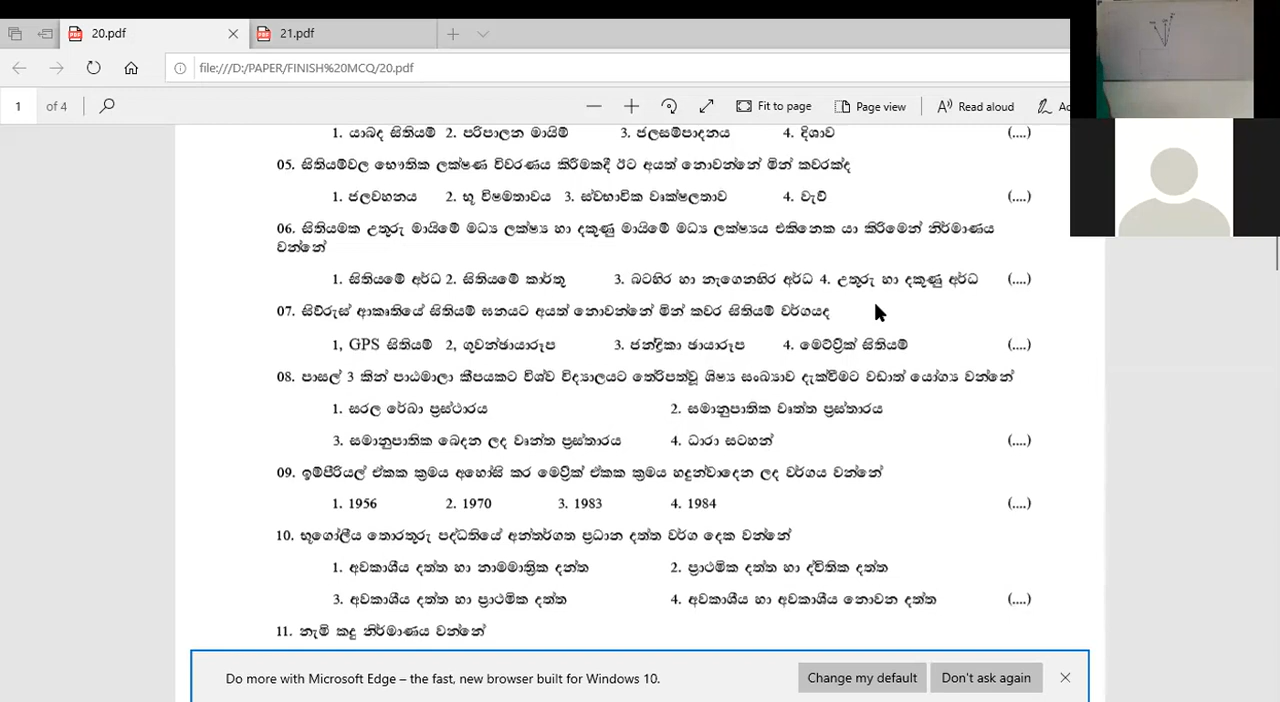 20.pdf
21.pdf
file:///D:/PAPER/FINISH%20MCQ/20.pdf
1 of 4
Fit to page
Page view
Read aloud
1. යාබද සිතියම් 2. පරිපාලන මායිම් 3. ජලසම්පාදනය 4. දිශාව (....)
05. සිතියම්වල භෞතික ලක්ෂණ විවරණය කිරීමකදී ඊට අයත් නොවන්නේ මින් කවරක්ද
1. ජලවහනය 2. භූ විෂමතාවය 3. ස්වභාවික වෘක්ෂලතාව 4. වැව් (....)
06. සිතියමක උතුරු මායිමේ මධ්‍ය ලක්ෂ්‍ය හා දකුණු මායිමේ මධ්‍ය ලක්ෂ්‍යය එකිනෙක යා කිරිමෙන් නිර්මාණය
වන්නේ
1. සිතියමේ අර්ධ 2. සිතියමේ කාර්තු 3. බටහිර හා නැගෙනහිර අර්ධ 4. උතුරු හා දකුණු අර්ධ (....)
07. සිව්රුස් ආකෘතියේ සිතියම් ඝනයට අයත් නොවන්නේ මින් කවර සිතියම් වර්ගයද
1, GPS සිතියම් 2, ගුවන්ඡායාරූප 3. ජන්ද්‍රිකා ඡායාරූප 4. මෙට්ට්‍රික් සිතියම් (....)
08. පාසල් 3 කින් පාඨමාලා කීපයකට විශ්ව විද්‍යාලයට තේරිපත්වූ ශිෂ්‍ය සංඛ්‍යාව දැක්වීමට වඩාත් යෝග්‍ය වන්නේ
1. සරල රේඛා ප්‍රස්ථාරය 2. සමානුපාතික වෘත්ත ප්‍රස්තාරය
3. සමානුපාතික බෙදන ලද වෘන්ත ප්‍රස්තාරය 4. ධාරා සටහන් (....)
09. ඉම්පීරියල් ඒකක ක්‍රමය අහෝසි කර මෙට්‍රික් ඒකක ක්‍රමය හඳුන්වාදෙන ලද වර්ගය වන්නේ
1. 1956 2. 1970 3. 1983 4. 1984 (....)
10. භූගෝලීය තොරතුරු පද්ධතියේ අන්තර්ගත ප්‍රධාන දත්ත වර්ග දෙක වන්නේ
1. අවකාශීය දත්ත හා නාමමාත්‍රික දන්ත 2. ප්‍රාථමික දත්ත හා ද්විතික දත්ත
3. අවකාශීය දත්ත හා ප්‍රාථමික දත්ත 4. අවකාශීය හා අවකාශීය නොවන දත්ත (....)
11. නැමි කඳු නිර්මාණය වන්නේ
Do more with Microsoft Edge – the fast, new browser built for Windows 10.
Change my default
Don't ask again